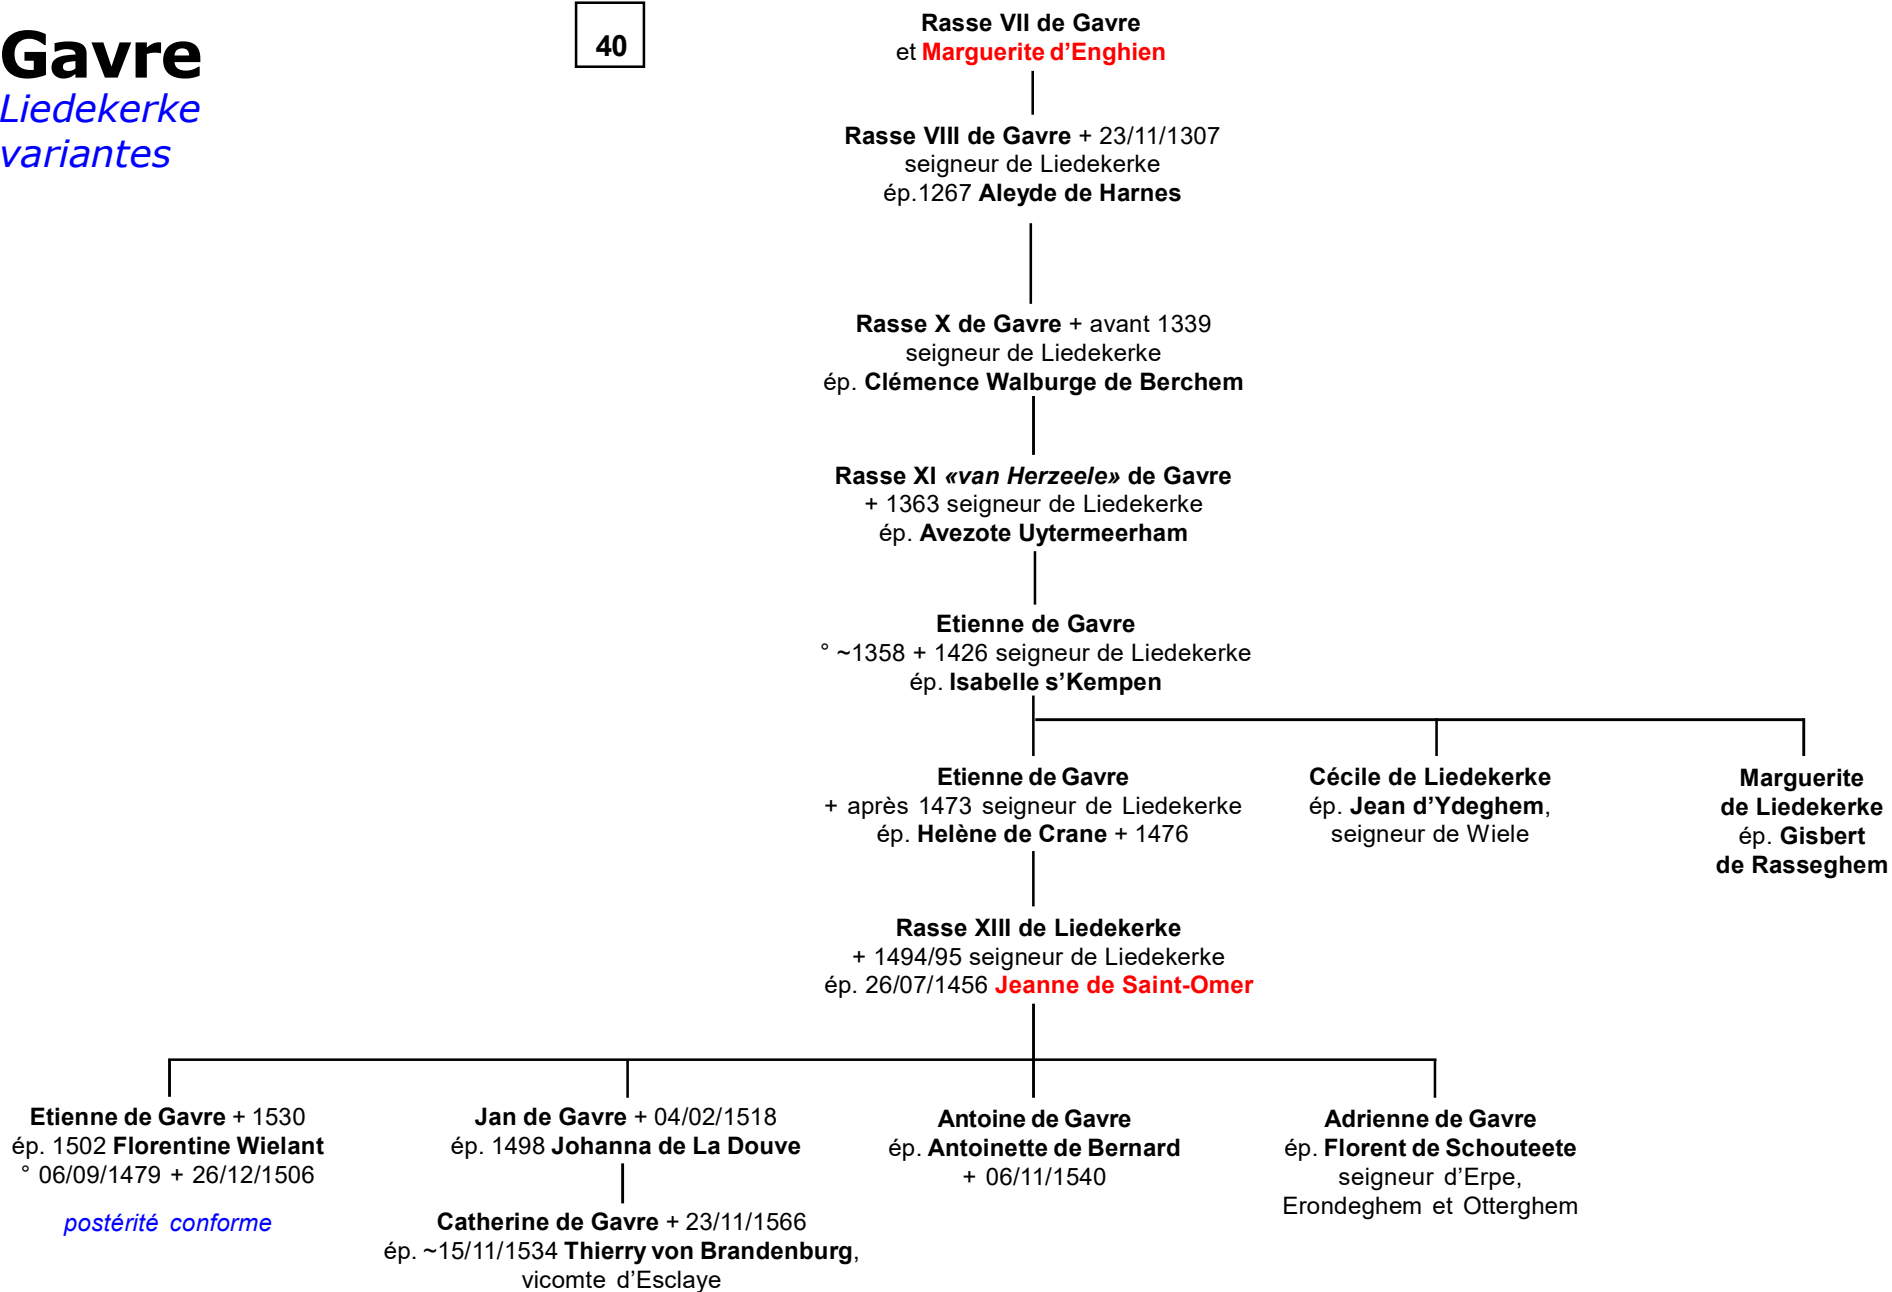 Gavre
Liedekerke
variantes
40
Rasse VII de Gavre
et Marguerite d’Enghien
Rasse VIII de Gavre + 23/11/1307
seigneur de Liedekerke
ép.1267 Aleyde de Harnes
Rasse X de Gavre + avant 1339
seigneur de Liedekerke
ép. Clémence Walburge de Berchem
Rasse XI «van Herzeele» de Gavre
+ 1363 seigneur de Liedekerke
ép. Avezote Uytermeerham
Etienne de Gavre
° ~1358 + 1426 seigneur de Liedekerke
ép. Isabelle s’Kempen
Etienne de Gavre
+ après 1473 seigneur de Liedekerke
ép. Helène de Crane + 1476
Cécile de Liedekerke
ép. Jean d’Ydeghem,
seigneur de Wiele
Marguerite
de Liedekerke
ép. Gisbert
de Rasseghem
Rasse XIII de Liedekerke
+ 1494/95 seigneur de Liedekerke
ép. 26/07/1456 Jeanne de Saint-Omer
Etienne de Gavre + 1530
ép. 1502 Florentine Wielant
° 06/09/1479 + 26/12/1506
postérité conforme
Jan de Gavre + 04/02/1518
ép. 1498 Johanna de La Douve
Catherine de Gavre + 23/11/1566
ép. ~15/11/1534 Thierry von Brandenburg,
vicomte d’Esclaye
Antoine de Gavre
ép. Antoinette de Bernard
+ 06/11/1540
Adrienne de Gavre
ép. Florent de Schouteete
seigneur d’Erpe,
Erondeghem et Otterghem